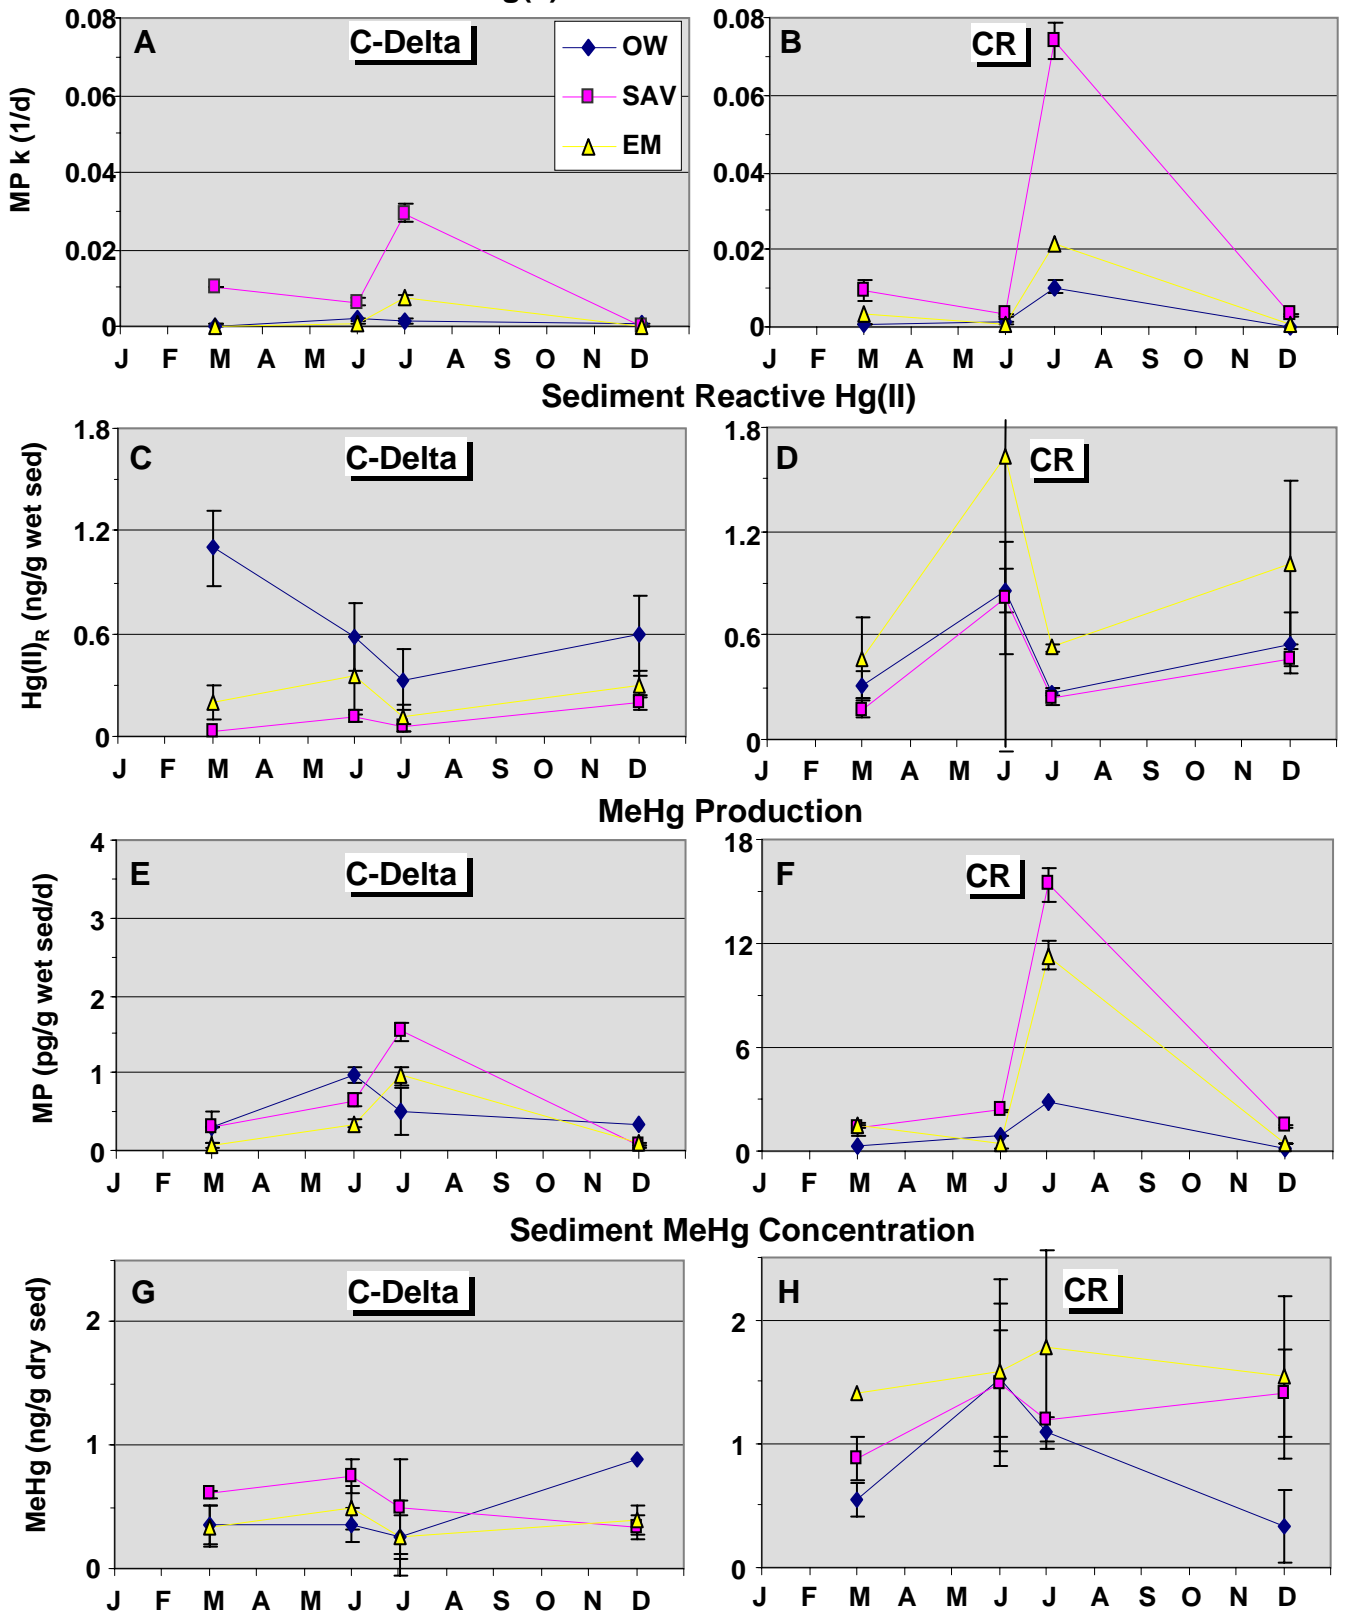 A C-Delta
OW
SAV
EM
MP k (1/d)
0.08
0.06
0.04
0.02
0
J F M A M J J A S O N D
B CR
0.08
0.06
0.04
0.02
0
J F M A M J J A S O N D
Sediment Reactive Hg(II)
C C-Delta
Hg(II)R (ng/g wet sed)
1.8
1.2
0.6
0
J F M A M J J A S O N D
D CR
1.8
1.2
0.6
0
J F M A M J J A S O N D
MeHg Production
E C-Delta
MP (pg/g wet sed/d)
4
3
2
1
0
J F M A M J J A S O N D
F CR
18
12
6
0
J F M A M J J A S O N D
Sediment MeHg Concentration
G C-Delta
MeHg (ng/g dry sed)
2
1
0
J F M A M J J A S O N D
H CR
2
1
0
J F M A M J J A S O N D